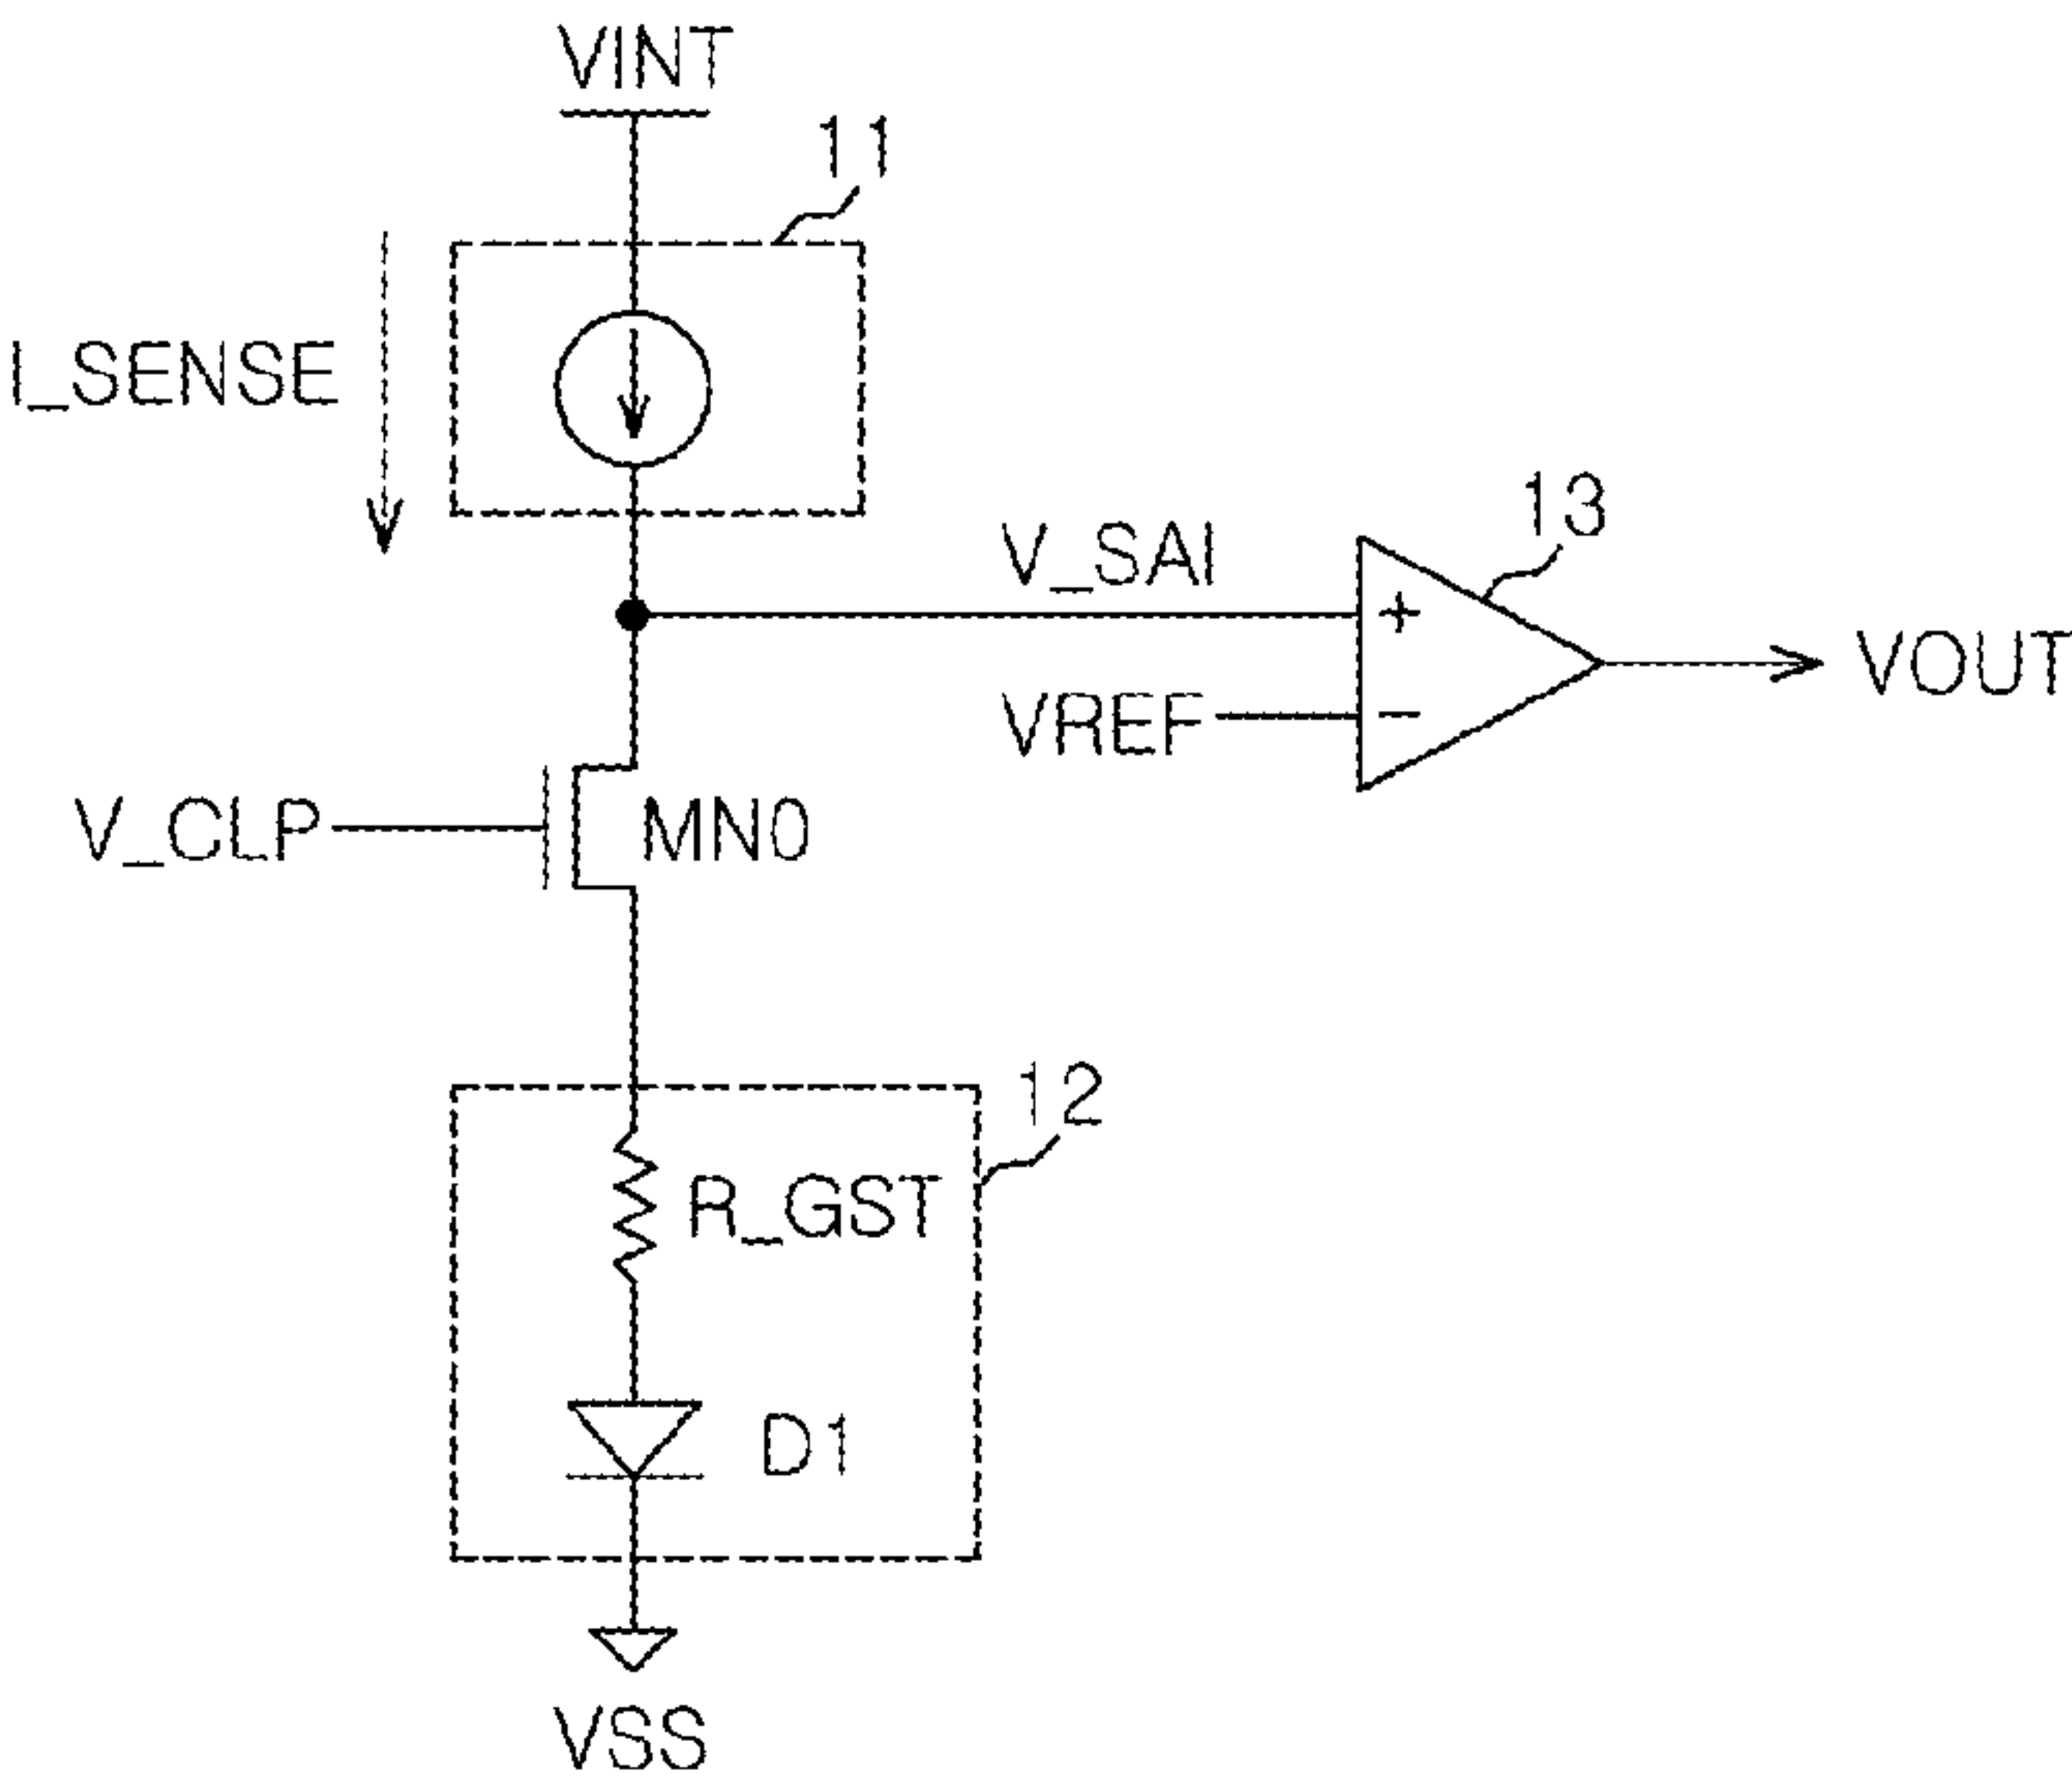 VINT
11
I_SENSE
V_SAI
13
+
VOUT
VREF
−
V_CLP
MN0
12
R_GST
D1
VSS